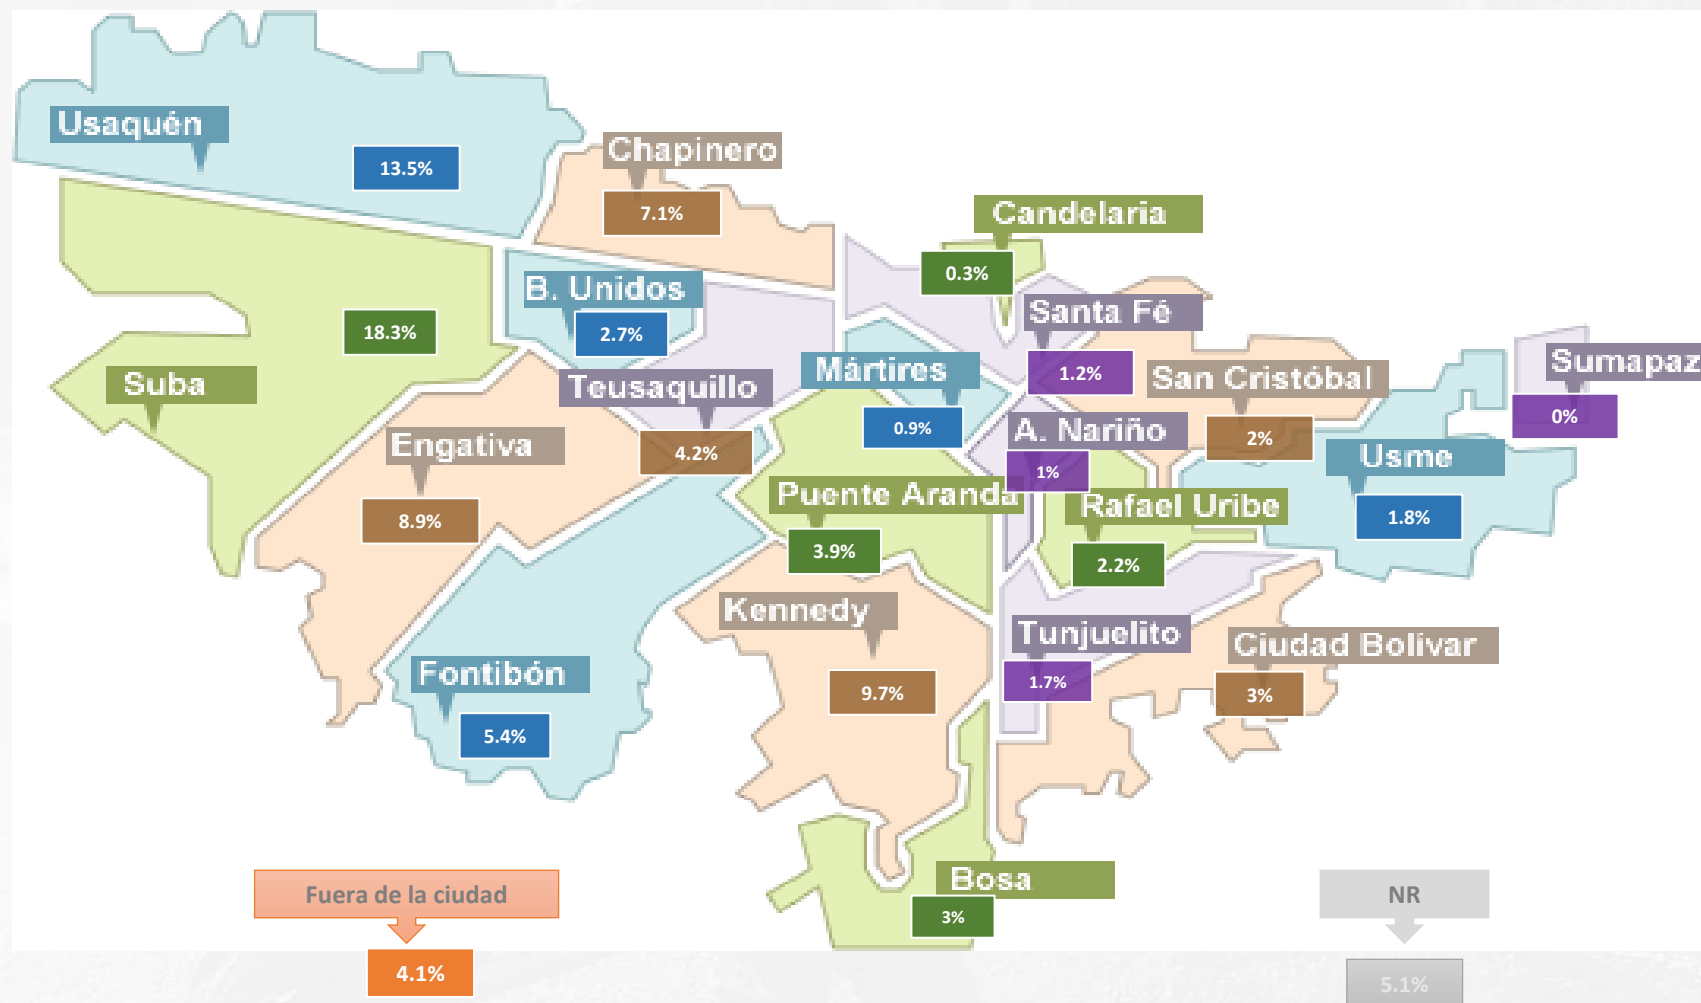 Usaquén
13.5%
Chapinero
7.1%
Candelaria
0.3%
B. Unidos
2.7%
Santa Fé
1.2%
Suba
18.3%
Teusaquillo
4.2%
Mártires
0.9%
San Cristóbal
2%
Sumapaz
0%
Engativa
8.9%
A. Nariño
1%
Usme
1.8%
Puente Aranda
3.9%
Rafael Uribe
2.2%
Kennedy
9.7%
Tunjuelito
1.7%
Ciudad Bolívar
3%
Fontibón
5.4%
Bosa
3%
Fuera de la ciudad
4.1%
NR
5.1%